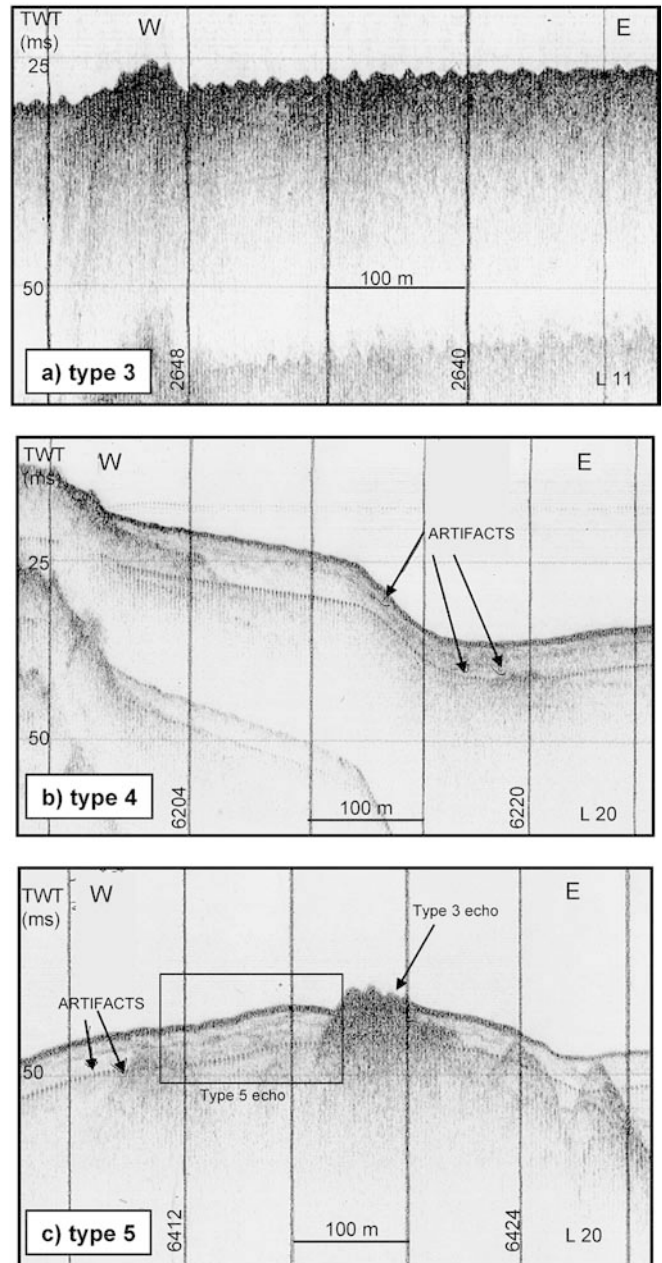 TWT
(ms)
W
E
25
50
100 m
2648
2640
L 11
a) type 3
TWT
(ms)
W
E
ARTIFACTS
25
50
6204
100 m
6220
L 20
b) type 4
TWT
(ms)
W
E
Type 3 echo
ARTIFACTS
50
Type 5 echo
6412
100 m
6424
L 20
c) type 5